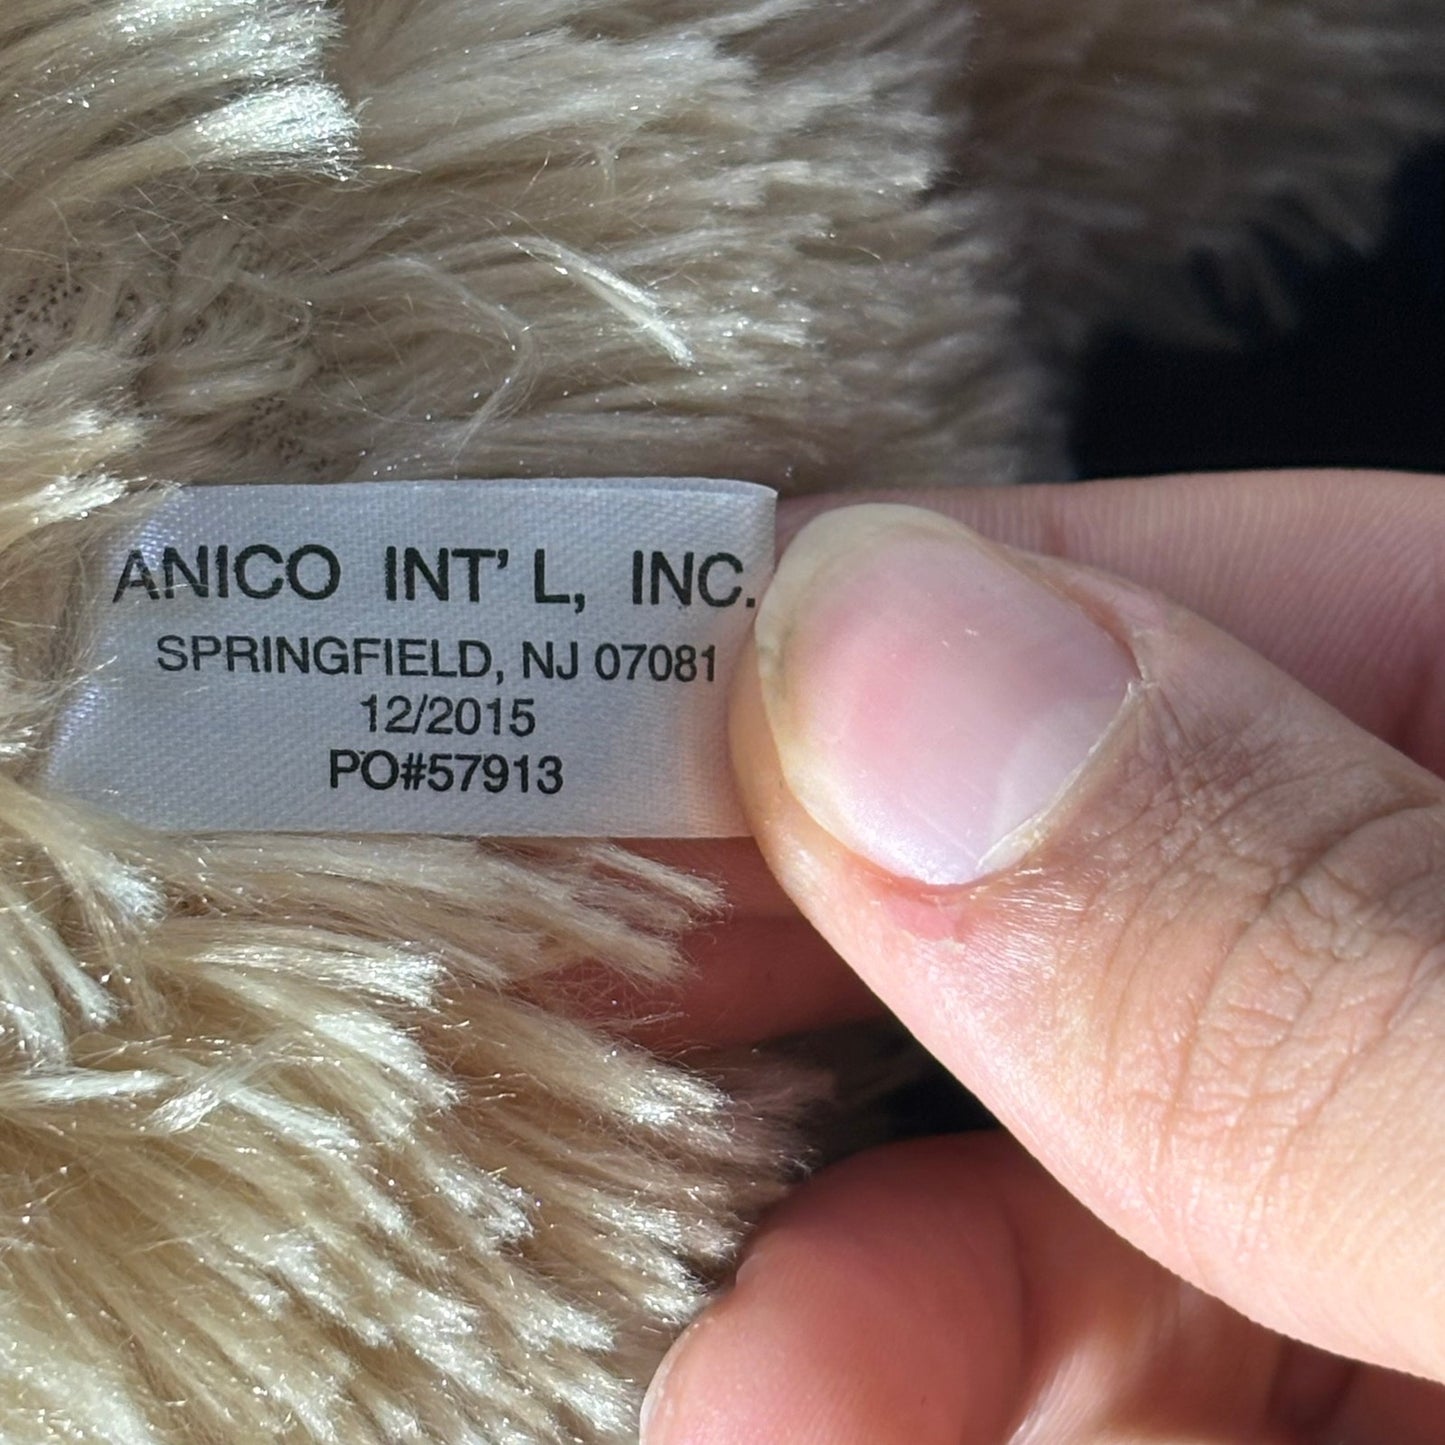 ANICO INT' L, INC.
SPRINGFIELD, NJ 07081
12/2015
PO#57913